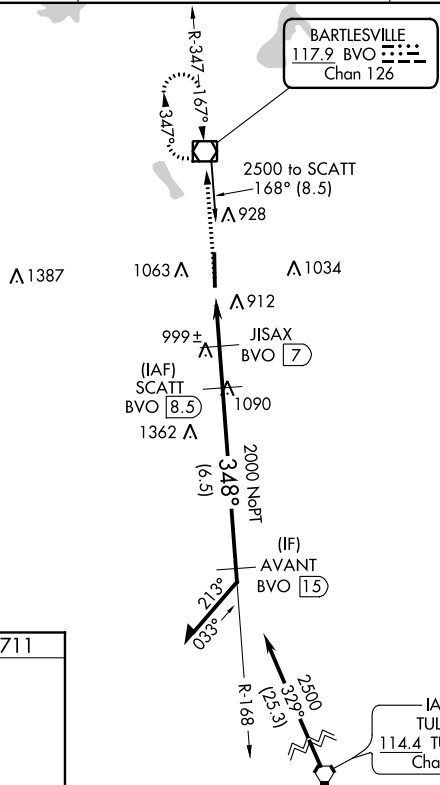 BARTLESVILLE
117.9 BVO
Chan 126
R-347
167°
347°
2500 to SCATT
168° (8.5)
928
1387
1063
1034
912
999±
JISAX
BVO 7
(IAF)
SCATT
BVO 8.5
1090
1362
2000 NoPT
348°
(6.5)
(IF)
AVANT
BVO 15
213°
033°
711
R-168
2500
329°
(25.3)
IA
TUL
114.4 TU
Cha